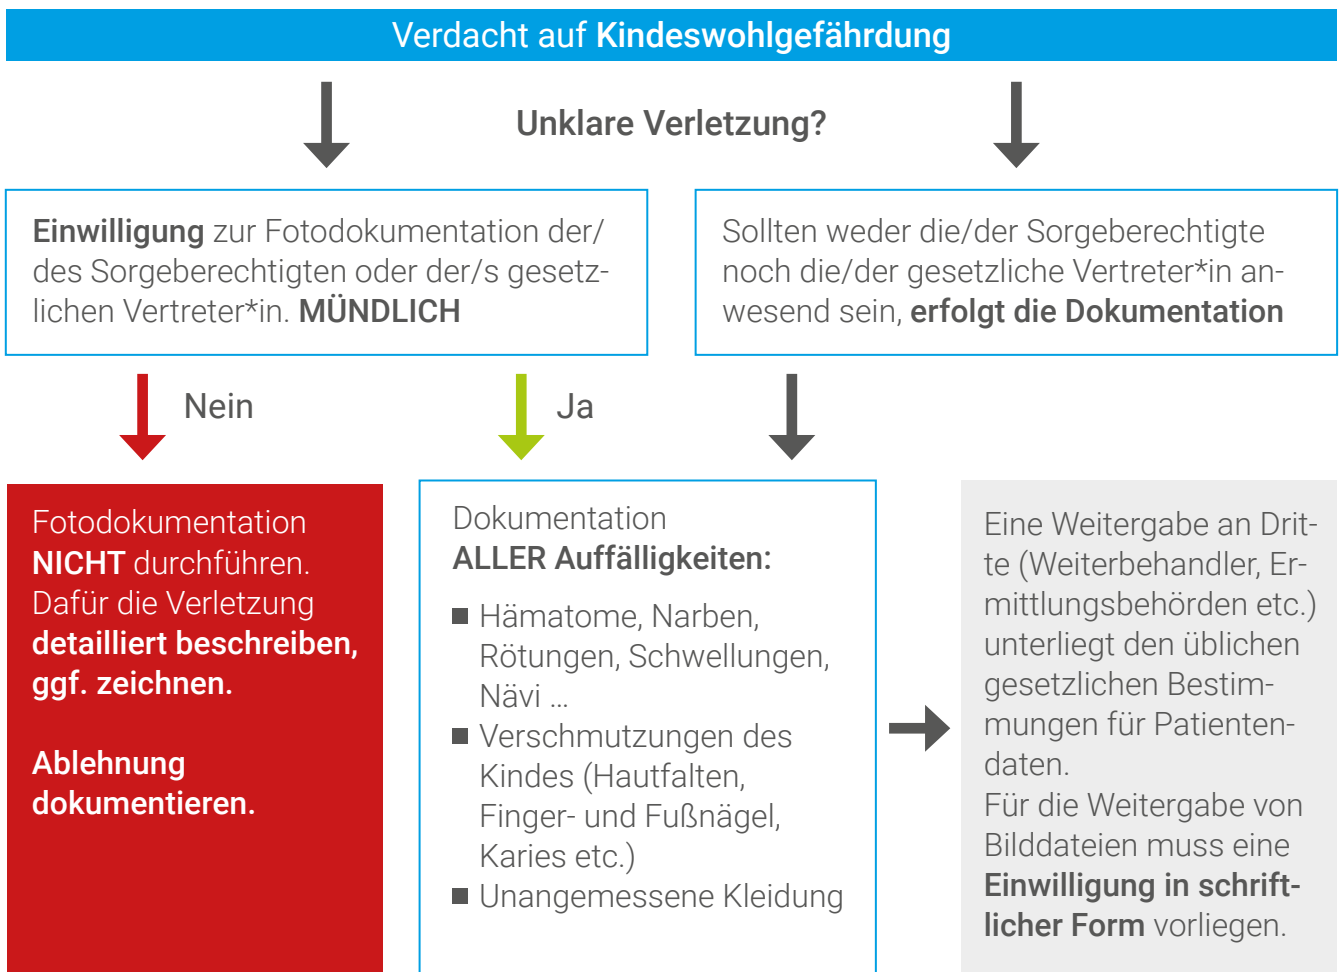 Verdacht auf Kindeswohlgefährdung
Unklare Verletzung?
Einwilligung zur Fotodokumentation der/
des Sorgeberechtigten oder der/s gesetz-
lichen Vertreter*in. MÜNDLICH
Sollten weder die/der Sorgeberechtigte
noch die/der gesetzliche Vertreter*in an-
wesend sein, erfolgt die Dokumentation
Nein
Ja
Fotodokumentation
NICHT durchführen.
Dafür die Verletzung
detailliert beschreiben,
ggf. zeichnen.
Ablehnung
dokumentieren.
Dokumentation
ALLER Auffälligkeiten:
■ Hämatome, Narben,
Rötungen, Schwellungen,
Nävi ...
■ Verschmutzungen des
Kindes (Hautfalten,
Finger- und Fußnägel,
Karies etc.)
■ Unangemessene Kleidung
Eine Weitergabe an Drit-
te (Weiterbehandler, Er-
mittlungsbehörden etc.)
unterliegt den üblichen
gesetzlichen Bestim-
mungen für Patienten-
daten.
Für die Weitergabe von
Bilddateien muss eine
Einwilligung in schrift-
licher Form vorliegen.